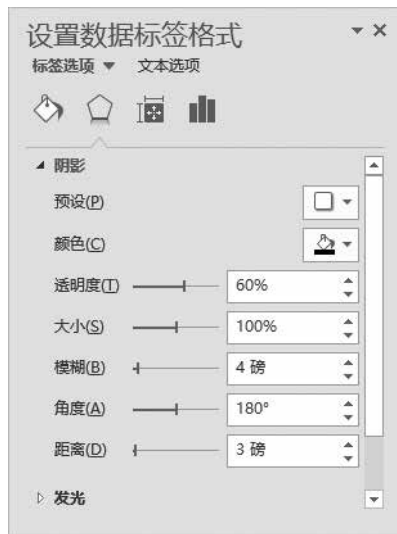 设置数据标签格式
标签选项 文本选项
阴影
预设(P)
颜色(C)
透明度(T) 60%
大小(S) 100%
模糊(B) 4 磅
角度(A) 180°
距离(D) 3 磅
发光